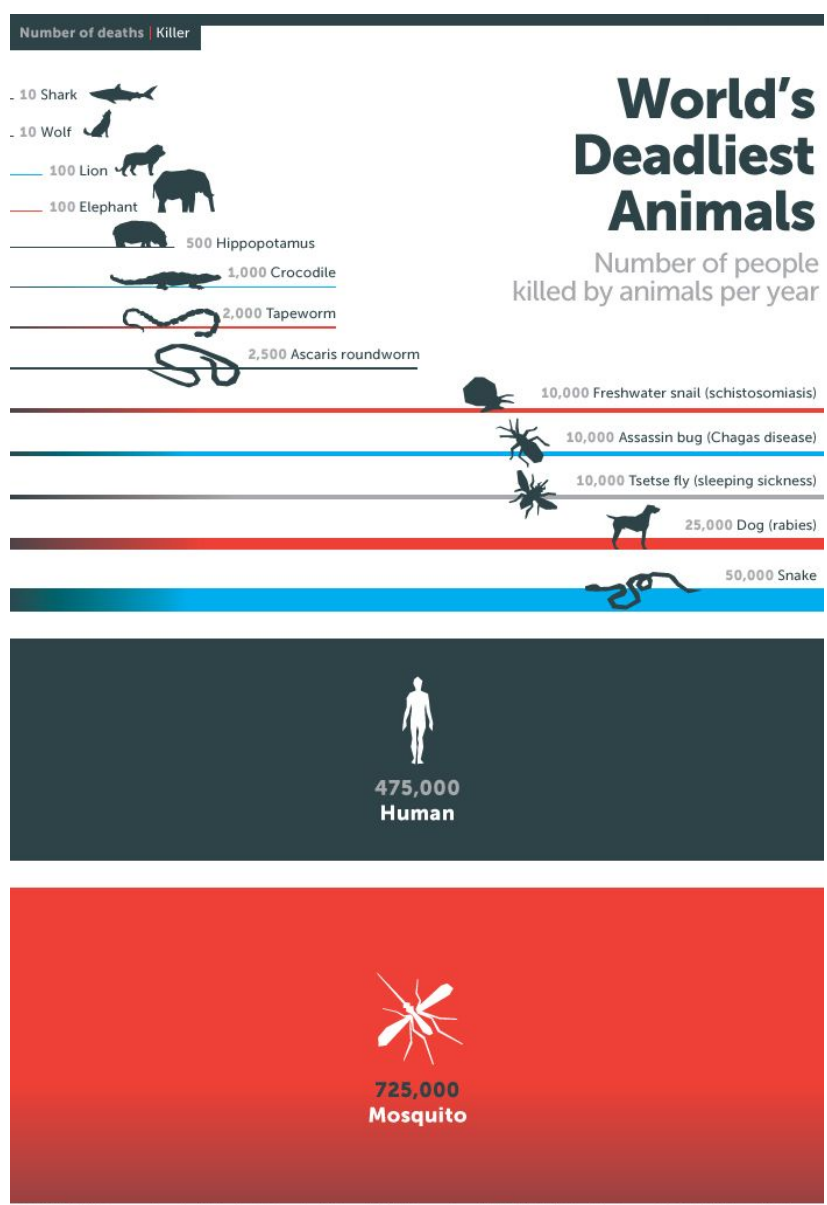 Number of deaths | Killer
World's
Deadliest
Animals
Number of people
killed by animals per year
10 Shark
10 Wolf
100 Lion
100 Elephant
500 Hippopotamus
1,000 Crocodile
2,000 Tapeworm
2,500 Ascaris roundworm
10,000 Freshwater snail (schistosomiasis)
10,000 Assassin bug (Chagas disease)
10,000 Tsetse fly (sleeping sickness)
25,000 Dog (rabies)
50,000 Snake
475,000
Human
725,000
Mosquito